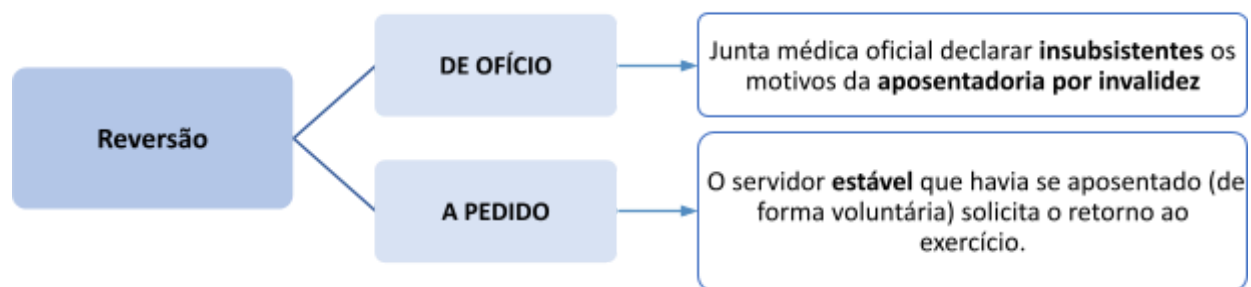 Reversão
DE OFÍCIO
Junta médica oficial declarar insubsistentes os
motivos da aposentadoria por invalidez
A PEDIDO
O servidor estável que havia se aposentado (de
forma voluntária) solicita o retorno ao
exercício.